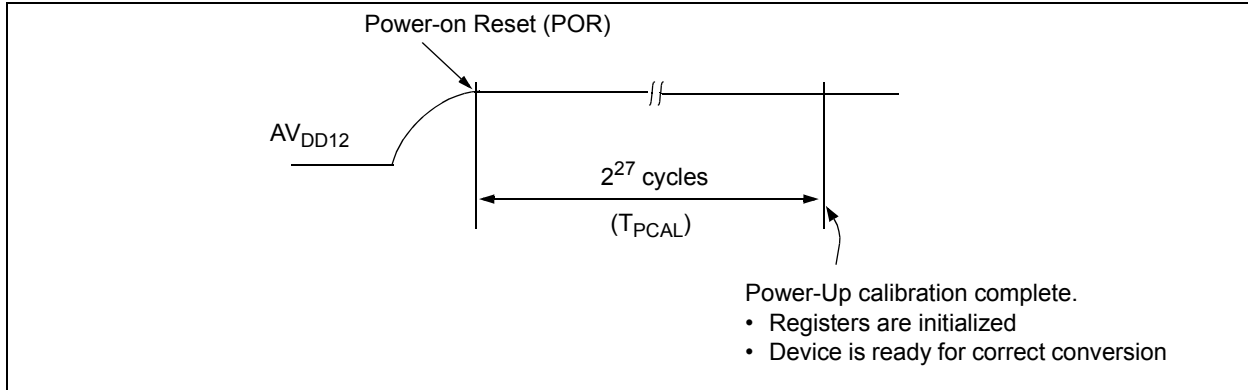 Power-on Reset (POR)
AVDD12
2^27 cycles
(TPCAL)
Power-Up calibration complete.
• Registers are initialized
• Device is ready for correct conversion